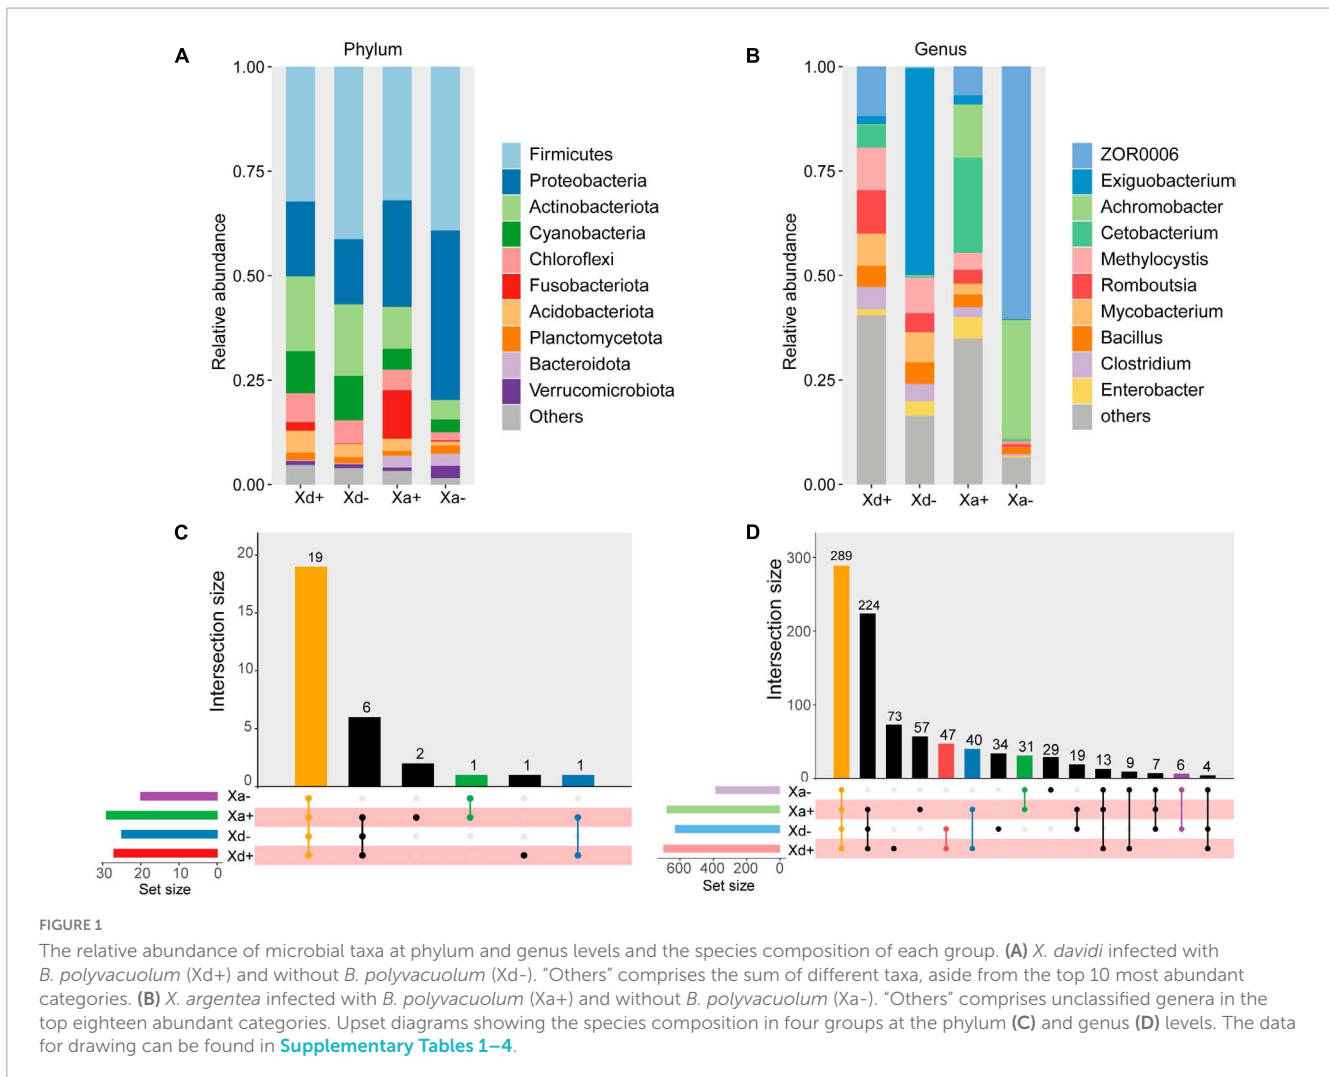 A
Phylum
1.00
0.75
0.50
0.25
0.00
Relative abundance
Xd+
Xd-
Xa+
Xa-
Firmicutes
Proteobacteria
Actinobacteriota
Cyanobacteria
Chloroflexi
Fusobacteriota
Acidobacteriota
Planctomycetota
Bacteroidota
Verrucomicrobiota
Others
B
Genus
1.00
0.75
0.50
0.25
0.00
Relative abundance
Xd+
Xd-
Xa+
Xa-
ZOR0006
Exiguobacterium
Achromobacter
Cetobacterium
Methylocystis
Romboutsia
Mycobacterium
Bacillus
Clostridium
Enterobacter
others
C
20
15
10
5
0
Intersection size
19
6
2
1
1
1
Xa-
Xa+
Xd-
Xd+
30 20 10 0
Set size
D
300
200
100
0
Intersection size
289
224
73
57
47
40
34
31
29
19
13
9
7
6
4
Xa-
Xa+
Xd-
Xd+
600 400 200 0
Set size
FIGURE 1
The relative abundance of microbial taxa at phylum and genus levels and the species composition of each group. (A) X. davidi infected with
B. polyvacuolum (Xd+) and without B. polyvacuolum (Xd-). “Others” comprises the sum of different taxa, aside from the top 10 most abundant
categories. (B) X. argentea infected with B. polyvacuolum (Xa+) and without B. polyvacuolum (Xa-). “Others” comprises unclassified genera in the
top eighteen abundant categories. Upset diagrams showing the species composition in four groups at the phylum (C) and genus (D) levels. The data
for drawing can be found in Supplementary Tables 1–4.